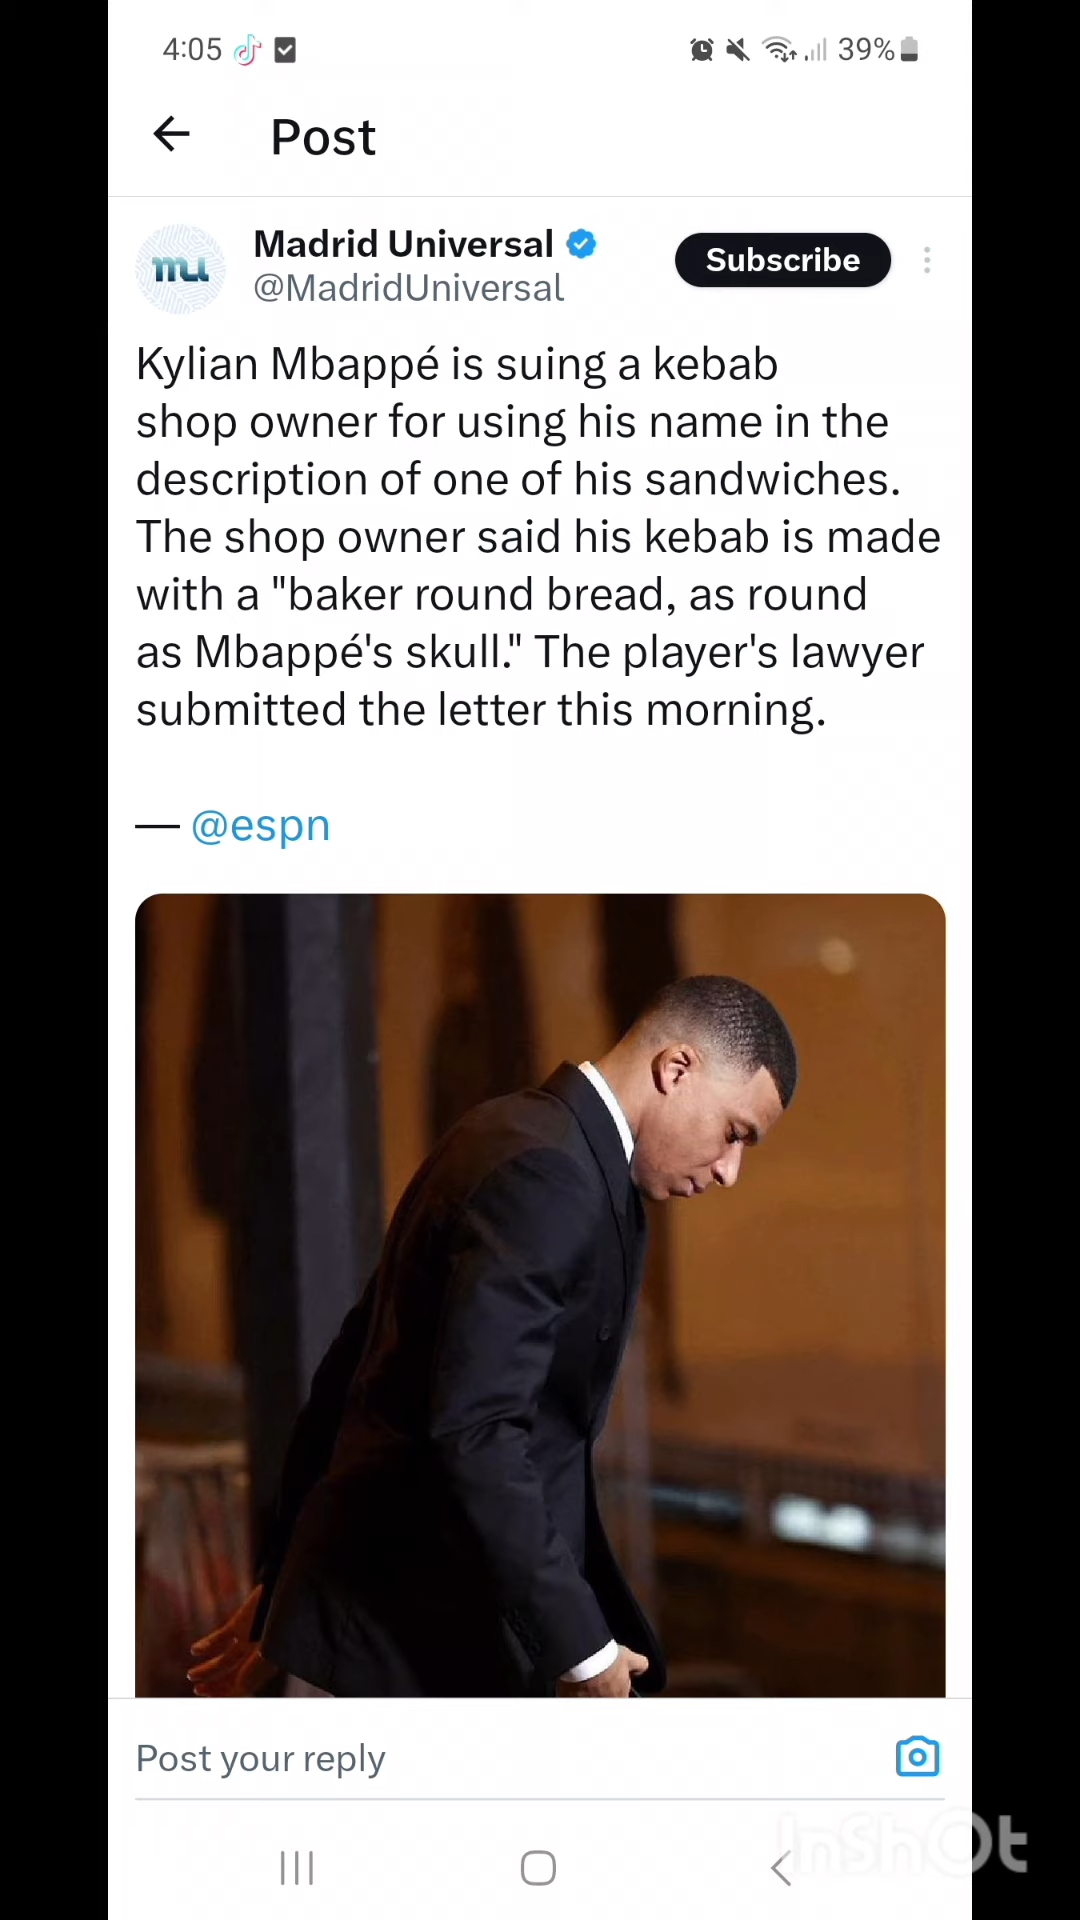 4:05
39%
Post
mu
Madrid Universal
@MadridUniversal
Subscribe
Kylian Mbappé is suing a kebab
shop owner for using his name in the
description of one of his sandwiches.
The shop owner said his kebab is made
with a "baker round bread, as round
as Mbappé's skull." The player's lawyer
submitted the letter this morning.
— @espn
Post your reply
InShOt